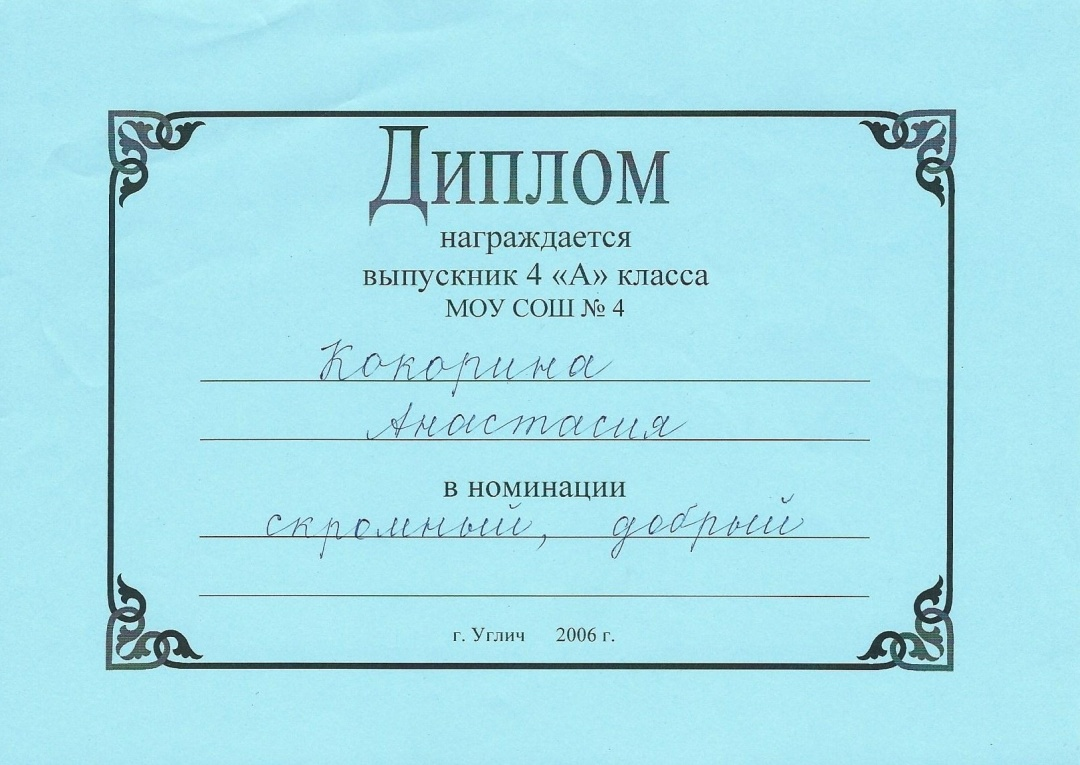 Диплом
награждается
выпускник 4 «А» класса
МОУ СОШ № 4
Кокорина
Анастасия
в номинации
скромный, добрый
г. Углич 2006 г.